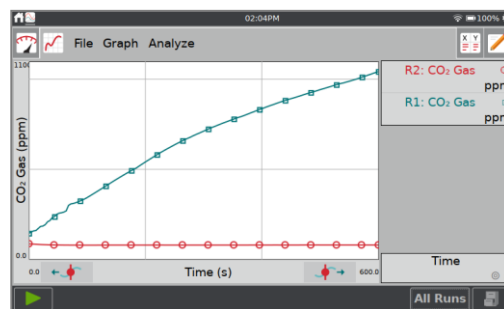 02:04PM
100%
File Graph Analyze
X Y
1100
R2: CO₂ Gas
ppm
R1: CO₂ Gas
ppm
CO₂ Gas (ppm)
0.0
0.0
Time (s)
600.0
Time
All Runs